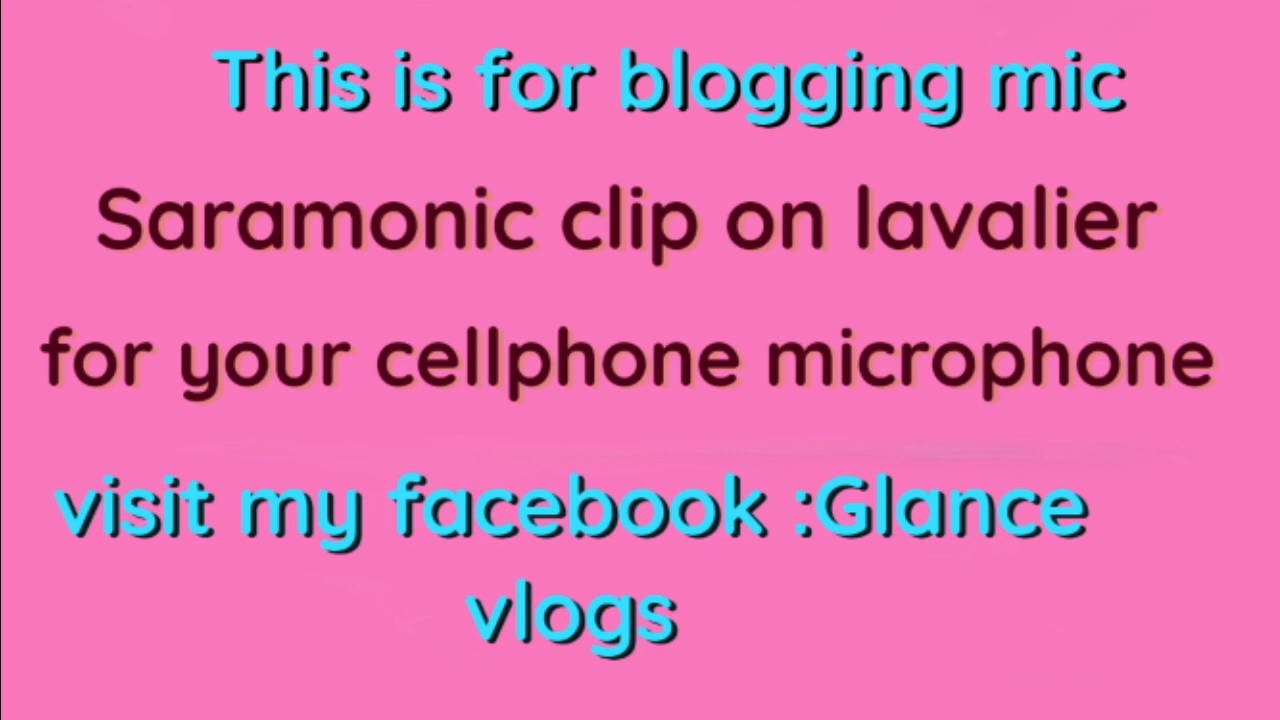 This is for blogging mic
Saramonic clip on lavalier
for your cellphone microphone
visit my facebook :Glance
vlogs